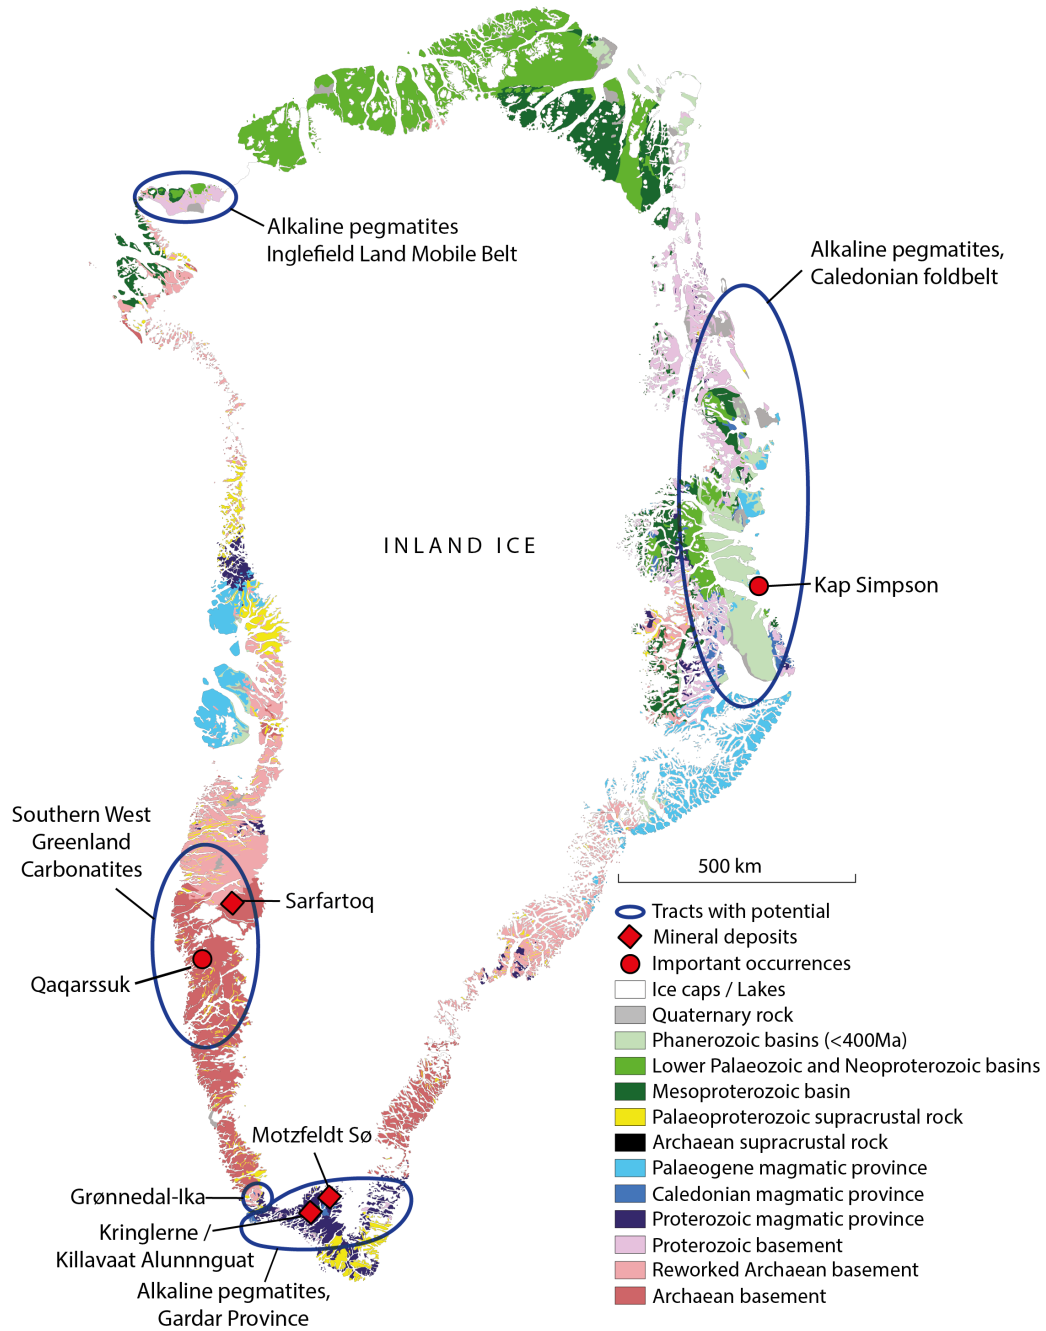 Alkaline pegmatites
Inglefield Land Mobile Belt
Alkaline pegmatites,
Caledonian foldbelt
INLAND ICE
Kap Simpson
Southern West
Greenland
Carbonatites
Sarfartoq
Qaqarssuk
Motzfeldt Sø
Grønnedal-Ika
Kringlerne /
Killavaat Alunnnguat
Alkaline pegmatites,
Gardar Province
500 km
Tracts with potential
Mineral deposits
Important occurrences
Ice caps / Lakes
Quaternary rock
Phanerozoic basins (<400Ma)
Lower Palaeozoic and Neoproterozoic basins
Mesoproterozoic basin
Palaeoproterozoic supracrustal rock
Archaean supracrustal rock
Palaeogene magmatic province
Caledonian magmatic province
Proterozoic magmatic province
Proterozoic basement
Reworked Archaean basement
Archaean basement